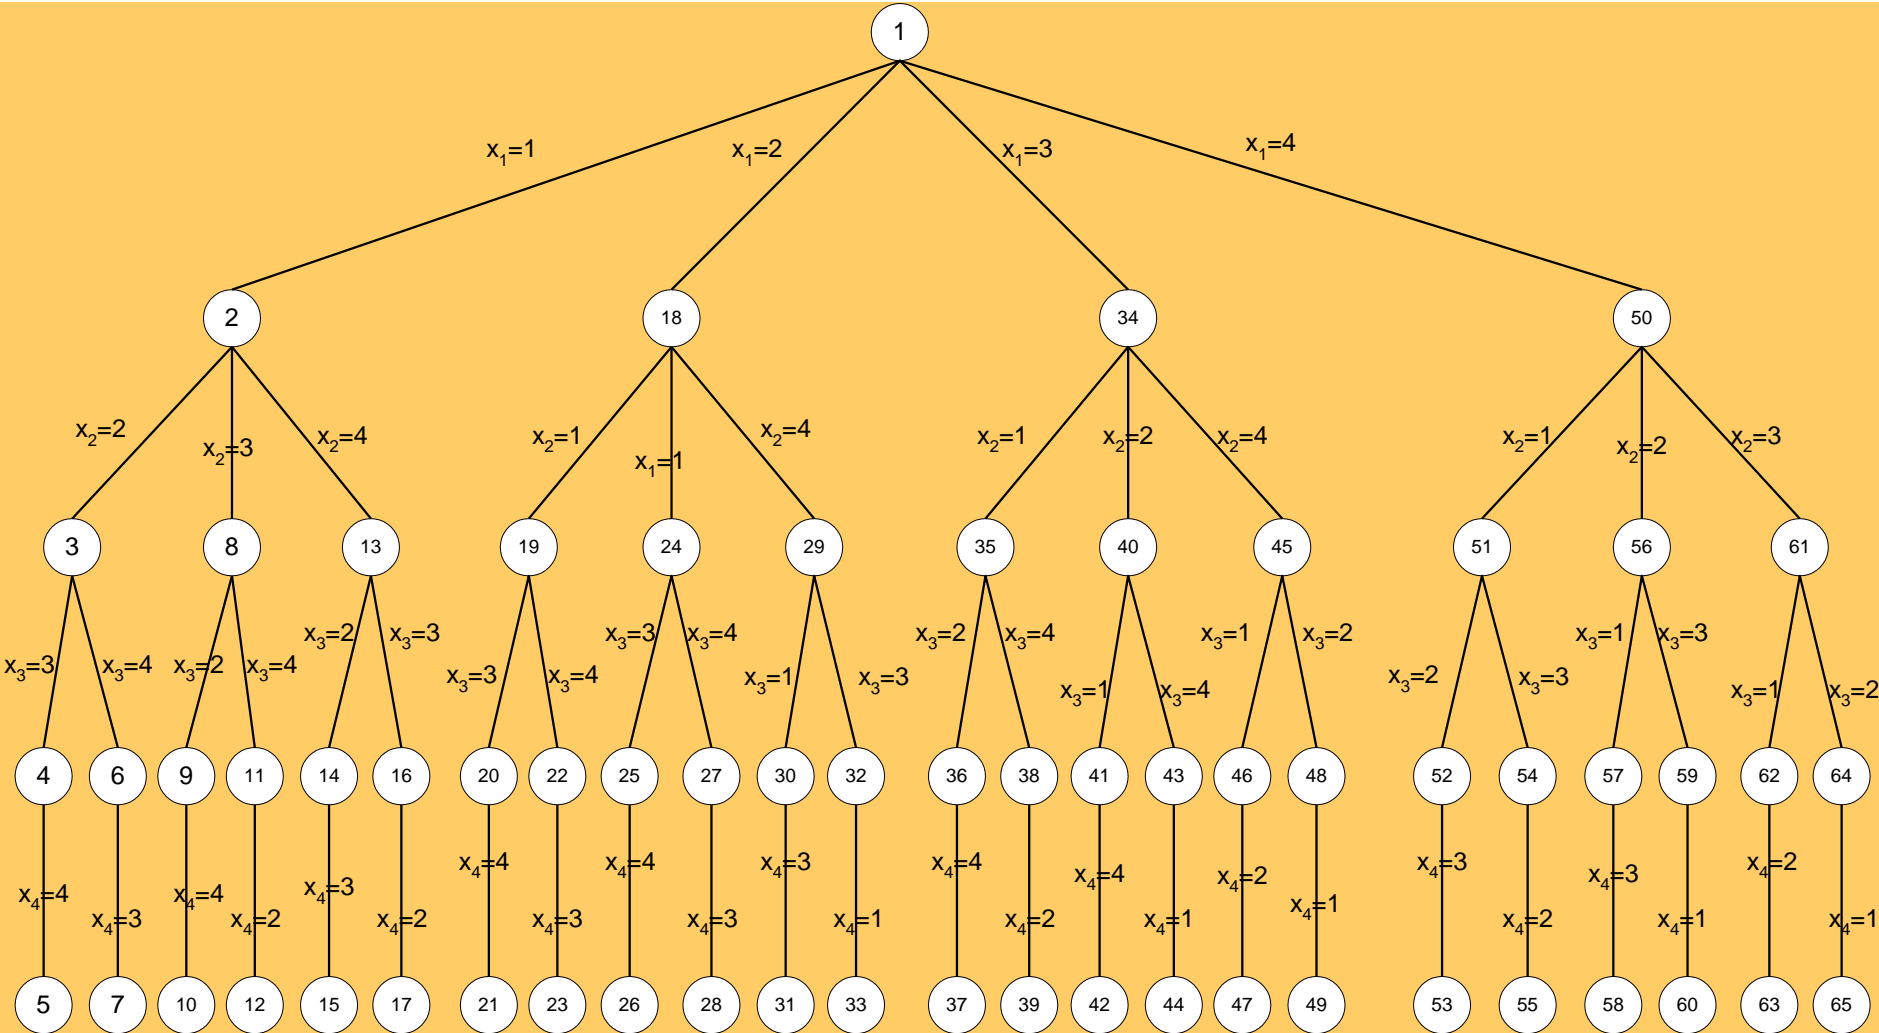 1
x₁=1 x₁=2 x₁=3 x₁=4
2 18 34 50
x₂=2 x₂=3 x₂=4 x₂=1 x₁=1 x₂=4 x₂=1 x₂=2 x₂=4 x₂=1 x₂=2 x₂=3
3 8 13 19 24 29 35 40 45 51 56 61
x₃=3 x₃=4 x₃=2 x₃=4 x₃=2 x₃=3 x₃=3 x₃=4 x₃=3 x₃=4 x₃=1 x₃=3 x₃=2 x₃=4 x₃=1 x₃=4 x₃=1 x₃=2 x₃=2 x₃=3 x₃=1 x₃=3 x₃=1 x₃=2
4 6 9 11 14 16 20 22 25 27 30 32 36 38 41 43 46 48 52 54 57 59 62 64
x₄=4 x₄=3 x₄=4 x₄=2 x₄=3 x₄=2 x₄=4 x₄=3 x₄=4 x₄=3 x₄=3 x₄=1 x₄=4 x₄=2 x₄=4 x₄=1 x₄=2 x₄=1 x₄=3 x₄=2 x₄=3 x₄=1 x₄=2 x₄=1
5 7 10 12 15 17 21 23 26 28 31 33 37 39 42 44 47 49 53 55 58 60 63 65